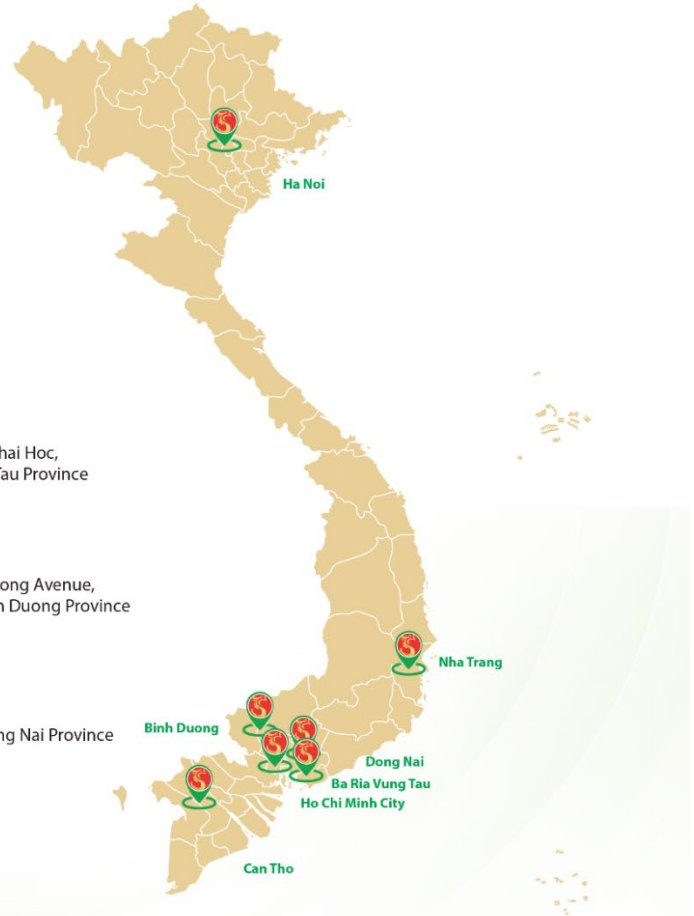 Ha Noi
hai Hoc,
Tau Province
ong Avenue,
h Duong Province
ng Nai Province
Nha Trang
Binh Duong
Dong Nai
Ba Ria Vung Tau
Ho Chi Minh City
Can Tho